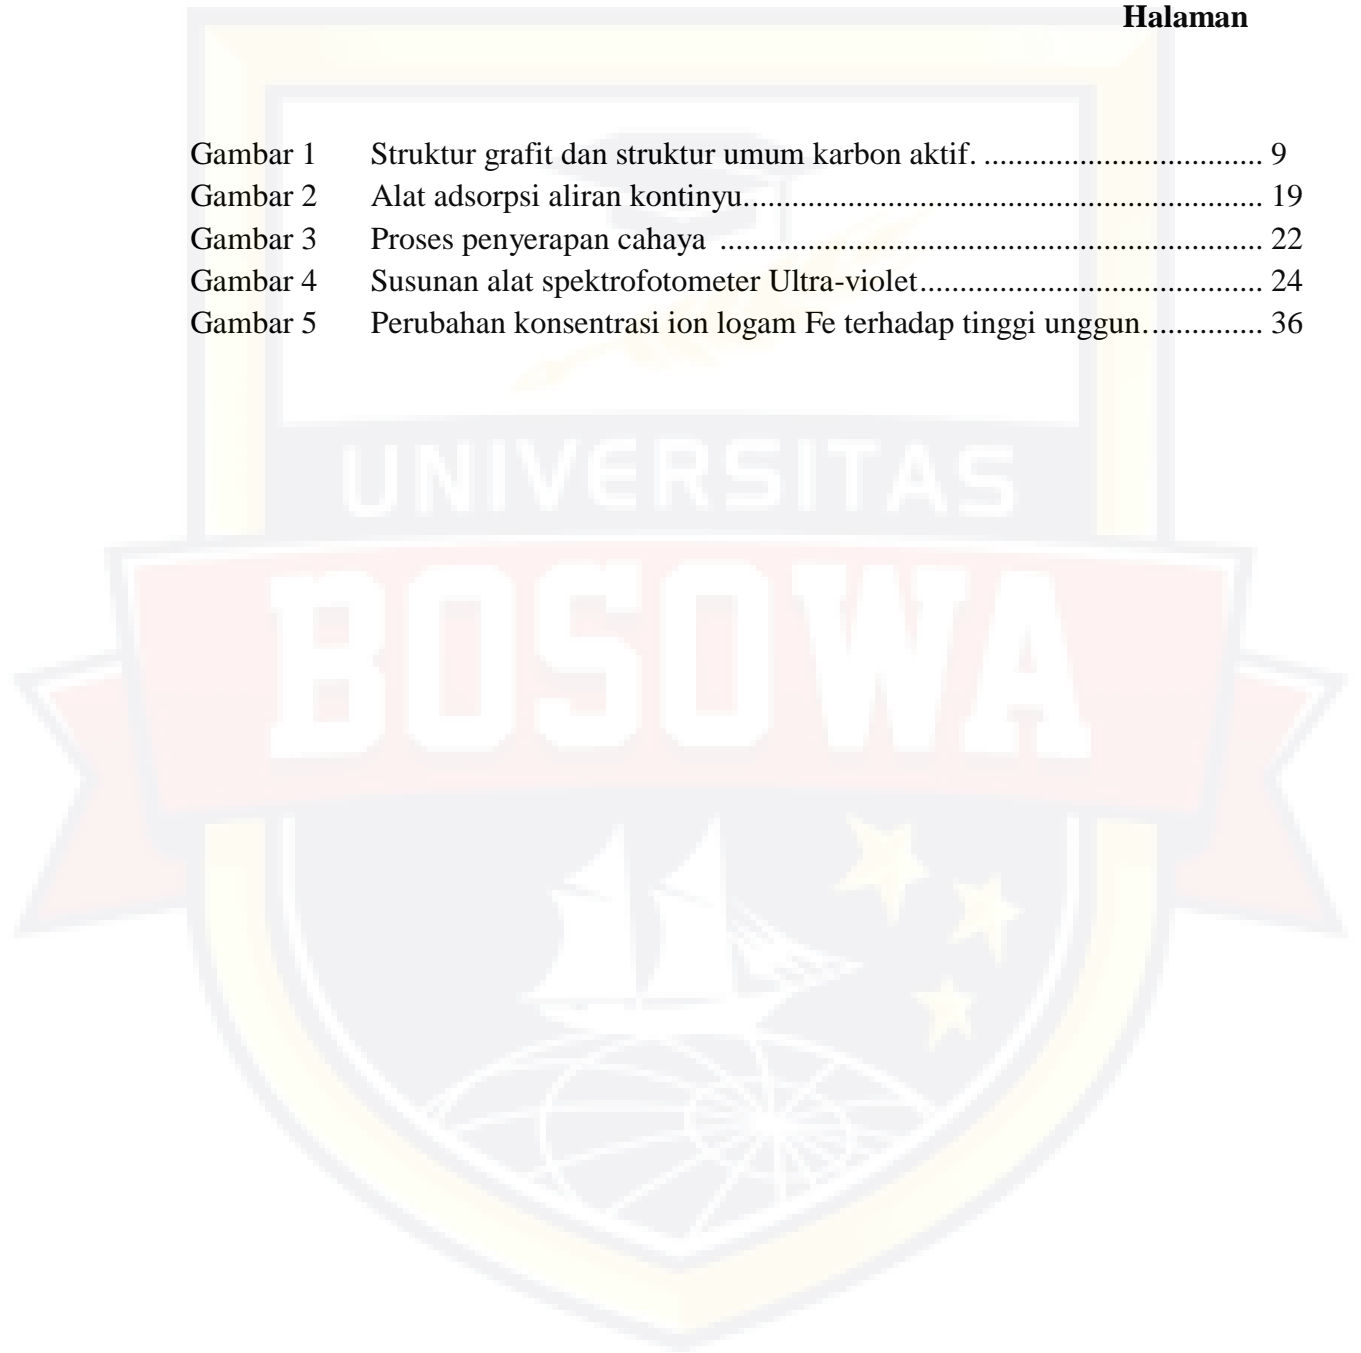 Halaman
Gambar 1 Struktur grafit dan struktur umum karbon aktif. ................................... 9
Gambar 2 Alat adsorpsi aliran kontinyu................................................................. 19
Gambar 3 Proses penyerapan cahaya .................................................................... 22
Gambar 4 Susunan alat spektrofotometer Ultra-violet........................................... 24
Gambar 5 Perubahan konsentrasi ion logam Fe terhadap tinggi unggun............... 36
UNIVERSITAS
BOSOWA